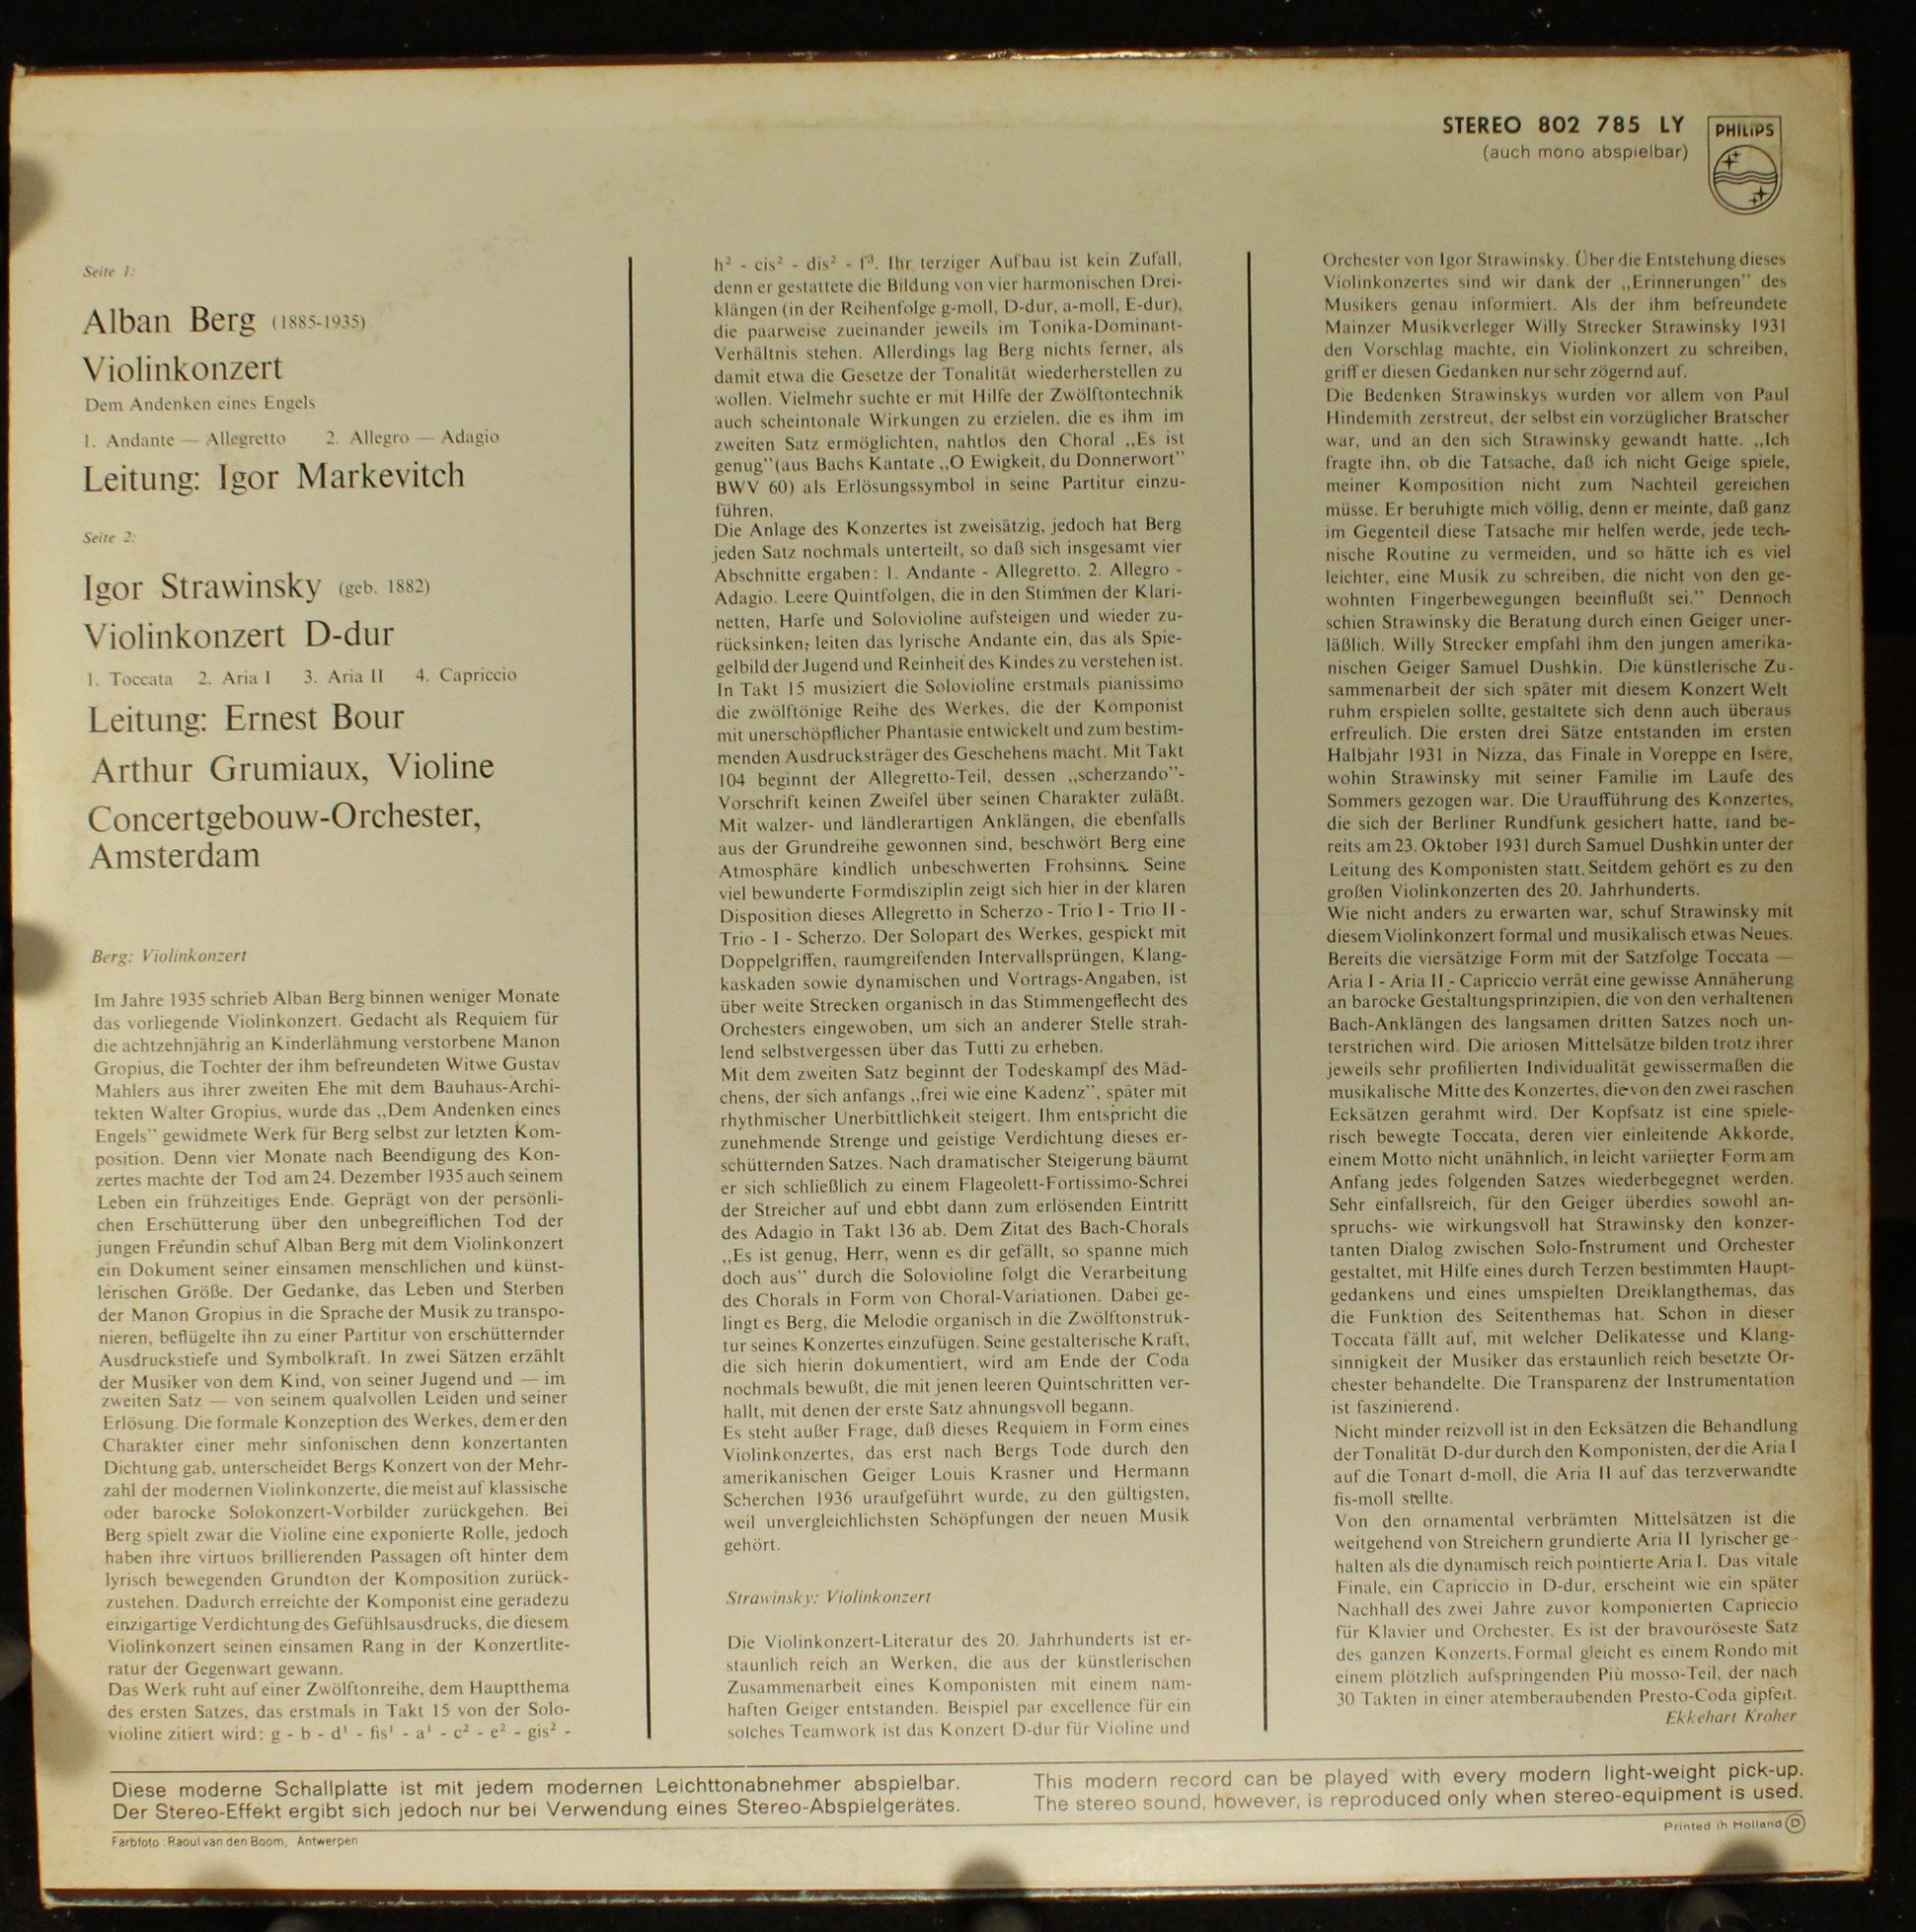 STEREO 802 785 LY
(auch mono abspielbar)
PHILIPS
Seite 1:
Alban Berg (1885-1935)
Violinkonzert
Dem Andenken eines Engels
1. Andante — Allegretto 2. Allegro — Adagio
Leitung: Igor Markevitch
Seite 2:
Igor Strawinsky (geb. 1882)
Violinkonzert D-dur
1. Toccata 2. Aria I 3. Aria II 4. Capriccio
Leitung: Ernest Bour
Arthur Grumiaux, Violine
Concertgebouw-Orchester,
Amsterdam
Berg: Violinkonzert
Im Jahre 1935 schrieb Alban Berg binnen weniger Monate
das vorliegende Violinkonzert. Gedacht als Requiem für
die achtzehnjährig an Kinderlähmung verstorbene Manon
Gropius, die Tochter der ihm befreundeten Witwe Gustav
Mahlers aus ihrer zweiten Ehe mit dem Bauhaus-Archi-
tekten Walter Gropius, wurde das „Dem Andenken eines
Engels" gewidmete Werk für Berg selbst zur letzten Kom-
position. Denn vier Monate nach Beendigung des Kon-
zertes machte der Tod am 24. Dezember 1935 auch seinem
Leben ein frühzeitiges Ende. Geprägt von der persönli-
chen Erschütterung über den unbegreiflichen Tod der
jungen Freundin schuf Alban Berg mit dem Violinkonzert
ein Dokument seiner einsamen menschlichen und künst-
lerischen Größe. Der Gedanke, das Leben und Sterben
der Manon Gropius in die Sprache der Musik zu transpo-
nieren, beflügelte ihn zu einer Partitur von erschütternder
Ausdruckstiefe und Symbolkraft. In zwei Sätzen erzählt
der Musiker von dem Kind, von seiner Jugend und — im
zweiten Satz — von seinem qualvollen Leiden und seiner
Erlösung. Die formale Konzeption des Werkes, dem er den
Charakter einer mehr sinfonischen denn konzertanten
Dichtung gab, unterscheidet Bergs Konzert von der Mehr-
zahl der modernen Violinkonzerte, die meist auf klassische
oder barocke Solokonzert-Vorbilder zurückgehen. Bei
Berg spielt zwar die Violine eine exponierte Rolle, jedoch
haben ihre virtuos brillierenden Passagen oft hinter dem
lyrisch bewegenden Grundton der Komposition zurück-
zustehen. Dadurch erreichte der Komponist eine geradezu
einzigartige Verdichtung des Gefühlsausdrucks, die diesem
Violinkonzert seinen einsamen Rang in der Konzertlite-
ratur der Gegenwart gewann.
Das Werk ruht auf einer Zwölftonreihe, dem Hauptthema
des ersten Satzes, das erstmals in Takt 15 von der Solo-
violine zitiert wird: g - b - d¹ - fis¹ - a¹ - c² - e² - gis² -
h² - cis² - dis² - f³. Ihr terziger Aufbau ist kein Zufall,
denn er gestattete die Bildung von vier harmonischen Drei-
klängen (in der Reihenfolge g-moll, D-dur, a-moll, E-dur),
die paarweise zueinander jeweils im Tonika-Dominant-
Verhältnis stehen. Allerdings lag Berg nichts ferner, als
damit etwa die Gesetze der Tonalität wiederherstellen zu
wollen. Vielmehr suchte er mit Hilfe der Zwölftontechnik
auch scheintonale Wirkungen zu erzielen, die es ihm im
zweiten Satz ermöglichten, nahtlos den Choral „Es ist
genug" (aus Bachs Kantate „O Ewigkeit, du Donnerwort"
BWV 60) als Erlösungssymbol in seine Partitur einzu-
führen.
Die Anlage des Konzertes ist zweisätzig, jedoch hat Berg
jeden Satz nochmals unterteilt, so daß sich insgesamt vier
Abschnitte ergaben: 1. Andante - Allegretto. 2. Allegro -
Adagio. Leere Quintfolgen, die in den Stimmen der Klari-
netten, Harfe und Solovioline aufsteigen und wieder zu-
rücksinken; leiten das lyrische Andante ein, das als Spie-
gelbild der Jugend und Reinheit des Kindes zu verstehen ist.
In Takt 15 musiziert die Solovioline erstmals pianissimo
die zwölftönige Reihe des Werkes, die der Komponist
mit unerschöpflicher Phantasie entwickelt und zum bestim-
menden Ausdrucksträger des Geschehens macht. Mit Takt
104 beginnt der Allegretto-Teil, dessen „scherzando"-
Vorschrift keinen Zweifel über seinen Charakter zuläßt.
Mit walzer- und ländlerartigen Anklängen, die ebenfalls
aus der Grundreihe gewonnen sind, beschwört Berg eine
Atmosphäre kindlich unbeschwerten Frohsinns. Seine
viel bewunderte Formdisziplin zeigt sich hier in der klaren
Disposition dieses Allegretto in Scherzo - Trio I - Trio II -
Trio - I - Scherzo. Der Solopart des Werkes, gespickt mit
Doppelgriffen, raumgreifenden Intervallsprüngen, Klang-
kaskaden sowie dynamischen und Vortrags-Angaben, ist
über weite Strecken organisch in das Stimmengeflecht des
Orchesters eingewoben, um sich an anderer Stelle strah-
lend selbstvergessen über das Tutti zu erheben.
Mit dem zweiten Satz beginnt der Todeskampf des Mäd-
chens, der sich anfangs „frei wie eine Kadenz", später mit
rhythmischer Unerbittlichkeit steigert. Ihm entspricht die
zunehmende Strenge und geistige Verdichtung dieses er-
schütternden Satzes. Nach dramatischer Steigerung bäumt
er sich schließlich zu einem Flageolett-Fortissimo-Schrei
der Streicher auf und ebbt dann zum erlösenden Eintritt
des Adagio in Takt 136 ab. Dem Zitat des Bach-Chorals
„Es ist genug, Herr, wenn es dir gefällt, so spanne mich
doch aus" durch die Solovioline folgt die Verarbeitung
des Chorals in Form von Choral-Variationen. Dabei ge-
lingt es Berg, die Melodie organisch in die Zwölftonstruk-
tur seines Konzertes einzufügen. Seine gestalterische Kraft,
die sich hierin dokumentiert, wird am Ende der Coda
nochmals bewußt, die mit jenen leeren Quintschritten ver-
hallt, mit denen der erste Satz ahnungsvoll begann.
Es steht außer Frage, daß dieses Requiem in Form eines
Violinkonzertes, das erst nach Bergs Tode durch den
amerikanischen Geiger Louis Krasner und Hermann
Scherchen 1936 uraufgeführt wurde, zu den gültigsten,
weil unvergleichlichsten Schöpfungen der neuen Musik
gehört.
Strawinsky: Violinkonzert
Die Violinkonzert-Literatur des 20. Jahrhunderts ist er-
staunlich reich an Werken, die aus der künstlerischen
Zusammenarbeit eines Komponisten mit einem nam-
haften Geiger entstanden. Beispiel par excellence für ein
solches Teamwork ist das Konzert D-dur für Violine und
Orchester von Igor Strawinsky. Über die Entstehung dieses
Violinkonzertes sind wir dank der „Erinnerungen" des
Musikers genau informiert. Als der ihm befreundete
Mainzer Musikverleger Willy Strecker Strawinsky 1931
den Vorschlag machte, ein Violinkonzert zu schreiben,
griff er diesen Gedanken nur sehr zögernd auf.
Die Bedenken Strawinskys wurden vor allem von Paul
Hindemith zerstreut, der selbst ein vorzüglicher Bratscher
war, und an den sich Strawinsky gewandt hatte. „Ich
fragte ihn, ob die Tatsache, daß ich nicht Geige spiele,
meiner Komposition nicht zum Nachteil gereichen
müsse. Er beruhigte mich völlig, denn er meinte, daß ganz
im Gegenteil diese Tatsache mir helfen werde, jede tech-
nische Routine zu vermeiden, und so hätte ich es viel
leichter, eine Musik zu schreiben, die nicht von den ge-
wohnten Fingerbewegungen beeinflußt sei." Dennoch
schien Strawinsky die Beratung durch einen Geiger uner-
läßlich. Willy Strecker empfahl ihm den jungen amerika-
nischen Geiger Samuel Dushkin. Die künstlerische Zu-
sammenarbeit der sich später mit diesem Konzert Welt
ruhm erspielen sollte, gestaltete sich denn auch überaus
erfreulich. Die ersten drei Sätze entstanden im ersten
Halbjahr 1931 in Nizza, das Finale in Voreppe en Isère,
wohin Strawinsky mit seiner Familie im Laufe des
Sommers gezogen war. Die Uraufführung des Konzertes,
die sich der Berliner Rundfunk gesichert hatte, fand be-
reits am 23. Oktober 1931 durch Samuel Dushkin unter der
Leitung des Komponisten statt. Seitdem gehört es zu den
großen Violinkonzerten des 20. Jahrhunderts.
Wie nicht anders zu erwarten war, schuf Strawinsky mit
diesem Violinkonzert formal und musikalisch etwas Neues.
Bereits die viersätzige Form mit der Satzfolge Toccata —
Aria I - Aria II - Capriccio verrät eine gewisse Annäherung
an barocke Gestaltungsprinzipien, die von den verhaltenen
Bach-Anklängen des langsamen dritten Satzes noch un-
terstrichen wird. Die ariosen Mittelsätze bilden trotz ihrer
jeweils sehr profilierten Individualität gewissermaßen die
musikalische Mitte des Konzertes, die von den zwei raschen
Ecksätzen gerahmt wird. Der Kopfsatz ist eine spiele-
risch bewegte Toccata, deren vier einleitende Akkorde,
einem Motto nicht unähnlich, in leicht variierter Form am
Anfang jedes folgenden Satzes wiederbegegnet werden.
Sehr einfallsreich, für den Geiger überdies sowohl an-
spruchs- wie wirkungsvoll hat Strawinsky den konzer-
tanten Dialog zwischen Solo-Instrument und Orchester
gestaltet, mit Hilfe eines durch Terzen bestimmten Haupt-
gedankens und eines umspielten Dreiklangthemas, das
die Funktion des Seitenthemas hat. Schon in dieser
Toccata fällt auf, mit welcher Delikatesse und Klang-
sinnigkeit der Musiker das erstaunlich reich besetzte Or-
chester behandelte. Die Transparenz der Instrumentation
ist faszinierend.
Nicht minder reizvoll ist in den Ecksätzen die Behandlung
der Tonalität D-dur durch den Komponisten, der die Aria I
auf die Tonart d-moll, die Aria II auf das terzverwandte
fis-moll stellte.
Von den ornamental verbrämten Mittelsätzen ist die
weitgehend von Streichern grundierte Aria II lyrischer ge-
halten als die dynamisch reich pointierte Aria I. Das vitale
Finale, ein Capriccio in D-dur, erscheint wie ein später
Nachhall des zwei Jahre zuvor komponierten Capriccio
für Klavier und Orchester. Es ist der bravouröseste Satz
des ganzen Konzerts. Formal gleicht es einem Rondo mit
einem plötzlich aufspringenden Più mosso-Teil, der nach
30 Takten in einer atemberaubenden Presto-Coda gipfelt.
Ekkehart Kroher
Diese moderne Schallplatte ist mit jedem modernen Leichttonabnehmer abspielbar.
Der Stereo-Effekt ergibt sich jedoch nur bei Verwendung eines Stereo-Abspielgerätes.
This modern record can be played with every modern light-weight pick-up.
The stereo sound, however, is reproduced only when stereo-equipment is used.
Farbfoto: Raoul van den Boom, Antwerpen
Printed in Holland D